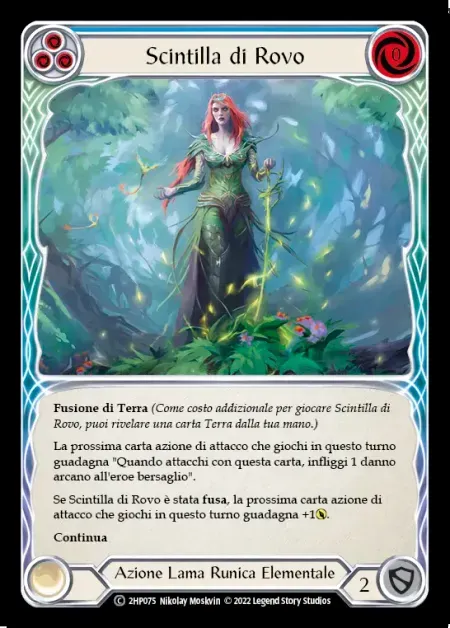 Scintilla di Rovo
0
Fusione di Terra (Come costo addizionale per giocare Scintilla di
Rovo, puoi rivelare una carta Terra dalla tua mano.)
La prossima carta azione di attacco che giochi in questo turno
guadagna "Quando attacchi con questa carta, infliggi 1 danno
arcano all'eroe bersaglio".
Se Scintilla di Rovo è stata fusa, la prossima carta azione di
attacco che giochi in questo turno guadagna +1.
Continua
Azione Lama Runica Elementale
2
C 2HP075 Nikolay Moskvin © 2022 Legend Story Studios